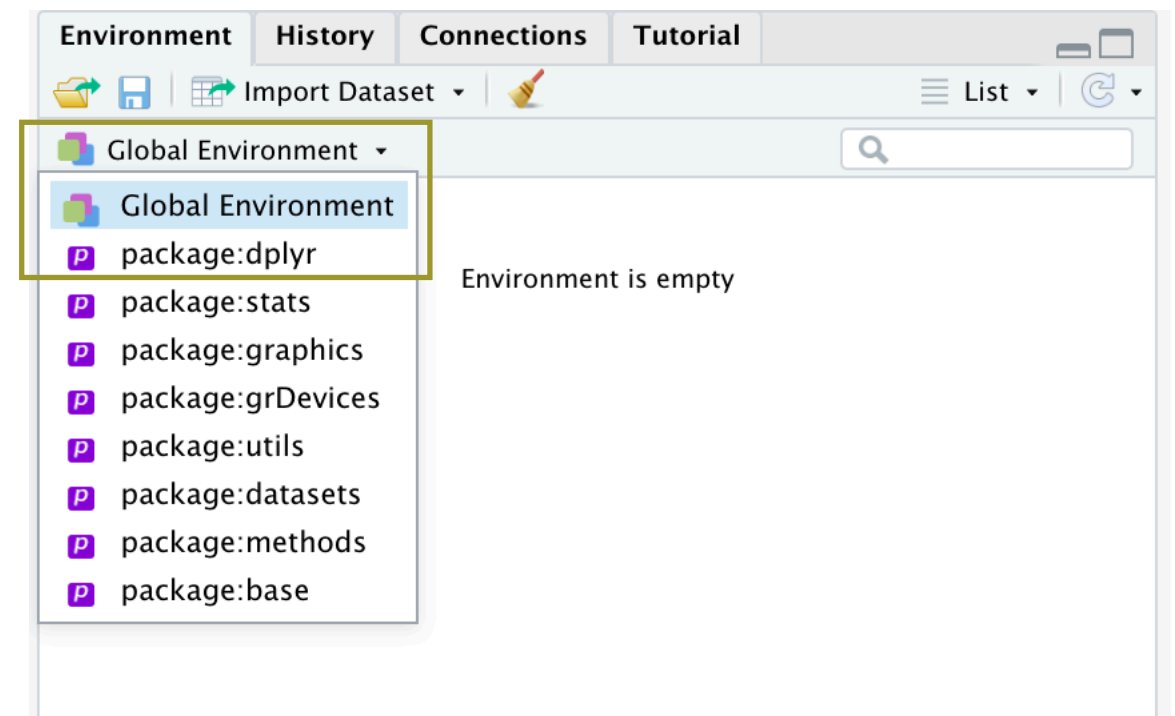 Environment History Connections Tutorial
Import Dataset List
Global Environment
Global Environment
package:dplyr
Environment is empty
package:stats
package:graphics
package:grDevices
package:utils
package:datasets
package:methods
package:base